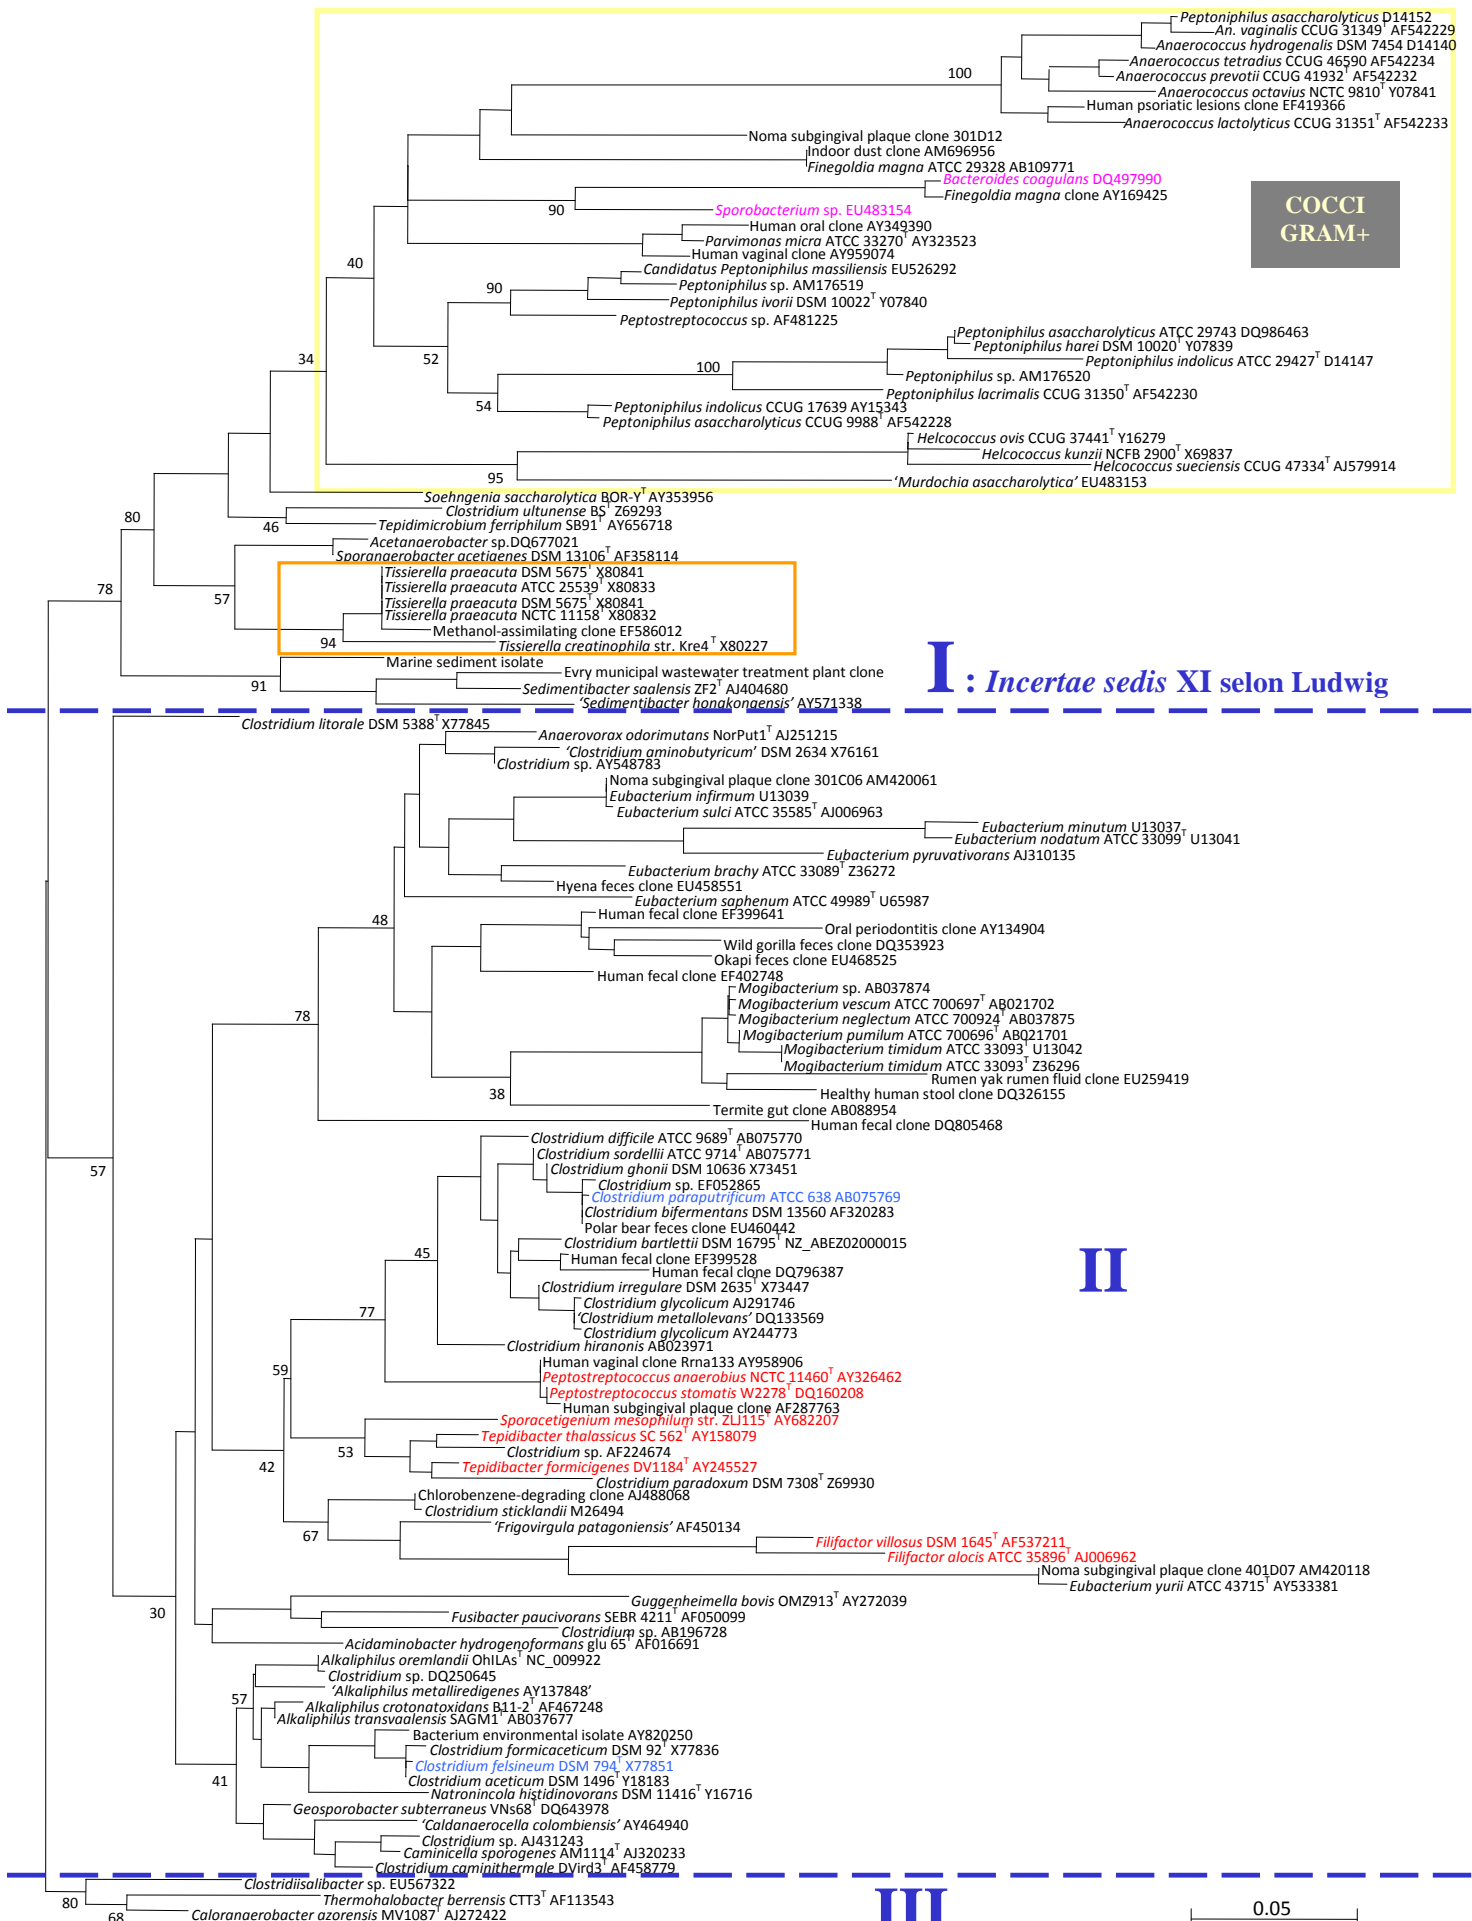 Peptoniphilus asaccharolyticus D14152
An. vaginalis CCUG 31349T AF542229
Anaerococcus hydrogenalis DSM 7454 D14140
Anaerococcus tetradius CCUG 46590 AF542234
100
Anaerococcus prevotii CCUG 41932T AF542232
Anaerococcus octavius NCTC 9810T Y07841
Human psoriatic lesions clone EF419366
Anaerococcus lactolyticus CCUG 31351T AF542233
Noma subgingival plaque clone 301D12
Indoor dust clone AM696956
Finegoldia magna ATCC 29328 AB109771
Bacteroides coagulans DQ497990
Finegoldia magna clone AY169425
90
Sporobacterium sp. EU483154
COCCI
GRAM+
Human oral clone AY349390
Parvimonas micra ATCC 33270T AY323523
Human vaginal clone AY959074
40
Candidatus Peptoniphilus massiliensis EU526292
Peptoniphilus sp. AM176519
90
Peptoniphilus ivorii DSM 10022T Y07840
Peptostreptococcus sp. AF481225
Peptoniphilus asaccharolyticus ATCC 29743 DQ986463
Peptoniphilus harei DSM 10020T Y07839
34
52
Peptoniphilus indolicus ATCC 29427T D14147
100
Peptoniphilus sp. AM176520
Peptoniphilus lacrimalis CCUG 31350T AF542230
54
Peptoniphilus indolicus CCUG 17639 AY15343
Peptoniphilus asaccharolyticus CCUG 9988T AF542228
Helcococcus ovis CCUG 37441T Y16279
Helcococcus kunzii NCFB 2900T X69837
Helcococcus sueciensis CCUG 47334T AJ579914
95
'Murdochia asaccharolytica' EU483153
Soehngenia saccharolytica BOR-YT AY353956
80
Clostridium ultunense BST Z69293
46
Tepidimicrobium ferriphilum SB91T AY656718
Acetanaerobacter sp.DQ677021
Sporanaerobacter acetigenes DSM 13106T AF358114
Tissierella praeacuta DSM 5675T X80841
78
Tissierella praeacuta ATCC 25539T X80833
57
Tissierella praeacuta DSM 5675T X80841
Tissierella praeacuta NCTC 11158T X80832
Methanol-assimilating clone EF586012
94
Tissierella creatinophila str. Kre4T X80227
Marine sediment isolate
Evry municipal wastewater treatment plant clone
91
Sedimentibacter saalensis ZF2T AJ404680
'Sedimentibacter hongkongensis' AY571338
I : Incertae sedis XI selon Ludwig
Clostridium litorale DSM 5388T X77845
Anaerovorax odorimutans NorPut1T AJ251215
'Clostridium aminobutyricum' DSM 2634 X76161
Clostridium sp. AY548783
Noma subgingival plaque clone 301C06 AM420061
Eubacterium infirmum U13039
Eubacterium sulci ATCC 35585T AJ006963
Eubacterium minutum U13037
Eubacterium nodatum ATCC 33099T U13041
Eubacterium pyruvativorans AJ310135
Eubacterium brachy ATCC 33089T Z36272
Hyena feces clone EU458551
Eubacterium saphenum ATCC 49989T U65987
48
Human fecal clone EF399641
Oral periodontitis clone AY134904
Wild gorilla feces clone DQ353923
Okapi feces clone EU468525
Human fecal clone EF402748
Mogibacterium sp. AB037874
Mogibacterium vescum ATCC 700697T AB021702
78
Mogibacterium neglectum ATCC 700924T AB037875
Mogibacterium pumilum ATCC 700696T AB021701
Mogibacterium timidum ATCC 33093T U13042
Mogibacterium timidum ATCC 33093T Z36296
Rumen yak rumen fluid clone EU259419
38
Healthy human stool clone DQ326155
Termite gut clone AB088954
Human fecal clone DQ805468
57
Clostridium difficile ATCC 9689T AB075770
Clostridium sordellii ATCC 9714T AB075771
Clostridium ghonii DSM 10636 X73451
Clostridium sp. EF052865
Clostridium paraputrificum ATCC 638 AB075769
Clostridium bifermentans DSM 13560 AF320283
Polar bear feces clone EU460442
45
Clostridium bartlettii DSM 16795T NZ_ABEZ02000015
Human fecal clone EF399528
Human fecal clone DQ796387
II
Clostridium irregulare DSM 2635T X73447
77
Clostridium glycolicum AJ291746
'Clostridium metallolevans' DQ133569
Clostridium glycolicum AY244773
Clostridium hiranonis AB023971
59
Human vaginal clone Rrna133 AY958906
Peptostreptococcus anaerobius NCTC 11460T AY326462
Peptostreptococcus stomatis W2278T DQ160208
Human subgingival plaque clone AF287763
Sporacetigenium mesophilum str. ZLJ115T AY682207
Tepidibacter thalassicus SC 562T AY158079
53
Clostridium sp. AF224674
42
Tepidibacter formicigenes DV1184T AY245527
Clostridium paradoxum DSM 7308T Z69930
Chlorobenzene-degrading clone AJ488068
Clostridium sticklandii M26494
67
'Frigovirgula patagoniensis' AF450134
Filifactor villosus DSM 1645T AF537211
Filifactor alocis ATCC 35896T AJ006962
Noma subgingival plaque clone 401D07 AM420118
Eubacterium yurii ATCC 43715T AY533381
30
Guggenheimella bovis OMZ913T AY272039
Fusibacter paucivorans SEBR 4211T AF050099
Clostridium sp. AB196728
Acidaminobacter hydrogenoformans glu 65T AF016691
Alkaliphilus oremlandii OhILAsT NC_009922
Clostridium sp. DQ250645
57
'Alkaliphilus metalliredigenes AY137848'
Alkaliphilus crotonatoxidans B11-2T AF467248
Alkaliphilus transvaalensis SAGM1T AB037677
Bacterium environmental isolate AY820250
Clostridium formicaceticum DSM 92T X77836
Clostridium felsineum DSM 794T X77851
41
Clostridium aceticum DSM 1496T Y18183
Natronincola histidinovorans DSM 11416T Y16716
Geosporobacter subterraneus VNs68T DQ643978
'Caldanaerocella colombiensis' AY464940
Clostridium sp. AJ431243
Caminicella sporogenes AM1114T AJ320233
Clostridium caminithermale DVird3T AF458779
Clostridiisalibacter sp. EU567322
80
Thermohalobacter berrensis CTT3T AF113543
68
Caloranaerobacter azorensis MV1087T AJ272422
III
0.05